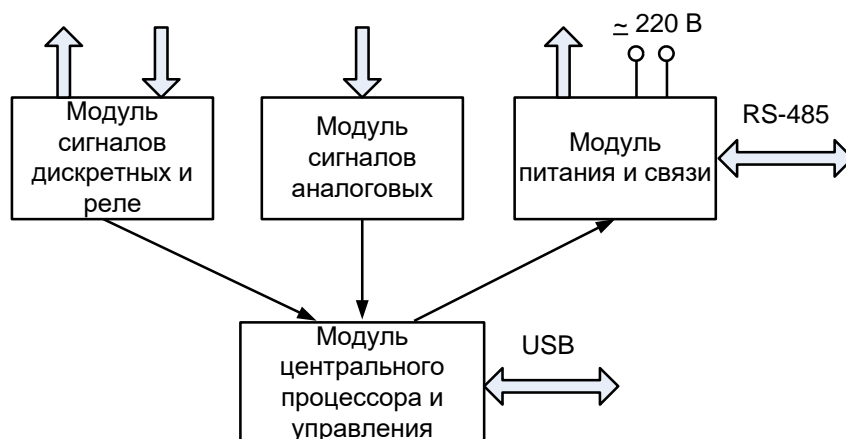 ≃ 220 В
Модуль
сигналов
дискретных и
реле
Модуль
сигналов
аналоговых
Модуль
питания и связи
RS-485
Модуль
центрального
процессора и
управления
USB